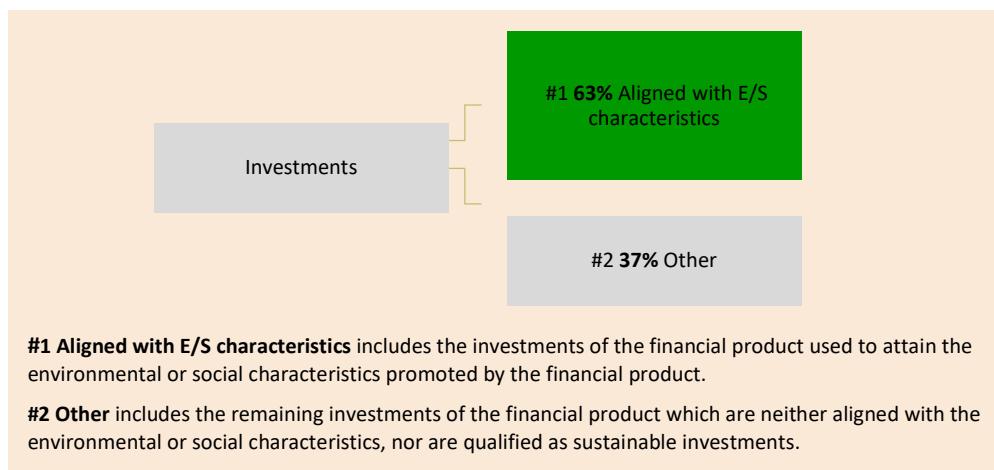 #1 63% Aligned with E/S
characteristics
Investments
#2 37% Other
#1 Aligned with E/S characteristics includes the investments of the financial product used to attain the
environmental or social characteristics promoted by the financial product.
#2 Other includes the remaining investments of the financial product which are neither aligned with the
environmental or social characteristics, nor are qualified as sustainable investments.